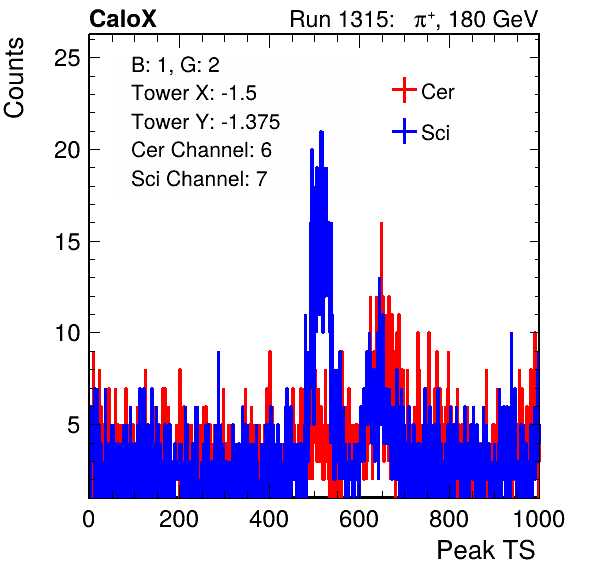 CaloX Run 1315: π⁺, 180 GeV
Counts
25
20
15
10
5
B: 1, G: 2
Tower X: -1.5
Tower Y: -1.375
Cer Channel: 6
Sci Channel: 7
Cer
Sci
0 200 400 600 800 1000
Peak TS